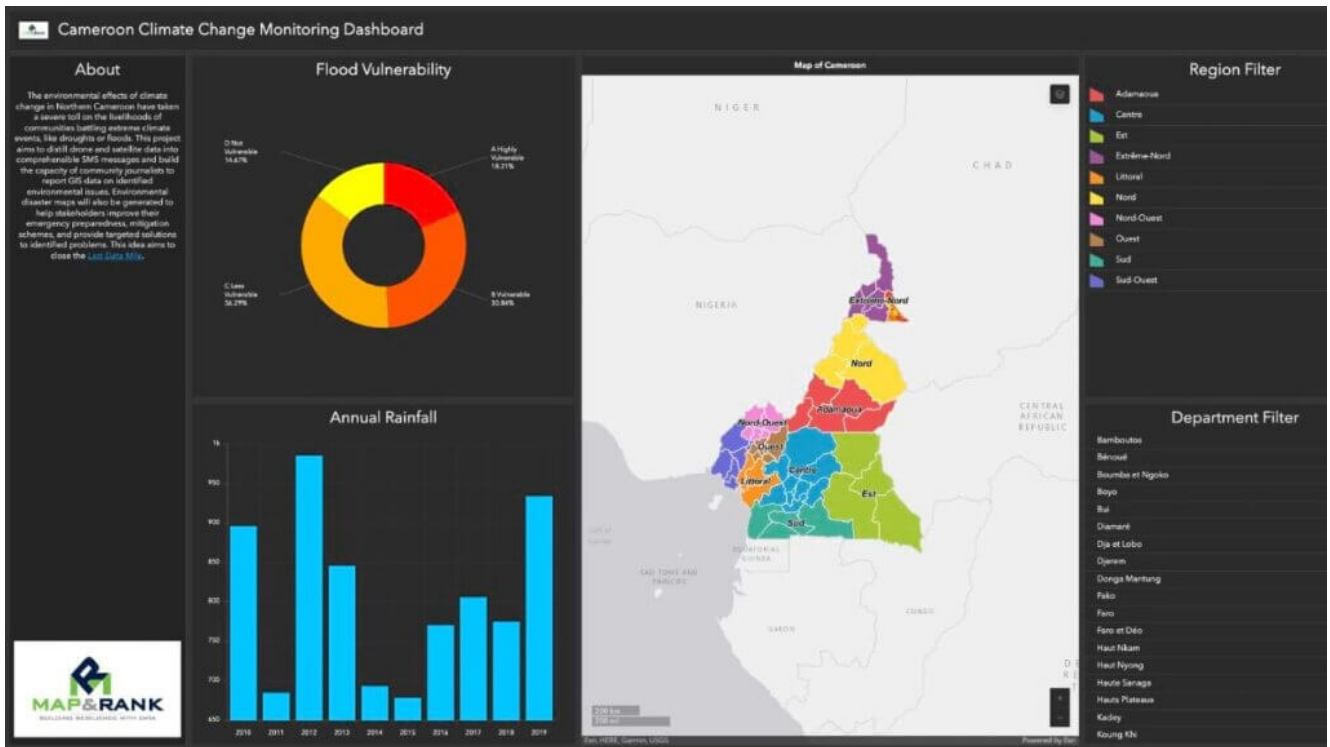 Cameroon Climate Change Monitoring Dashboard
About
The environmental effects of climate
change in Northern Cameroon have taken
a severe toll on the livelihoods of
communities battling extreme climate
events, like droughts or floods. This project
aims to distill drone and satellite data into
comprehensible SMS messages and build
the capacity of community journalists to
report GIS data on identified
environmental issues. Environmental
disaster maps will also be generated to
help stakeholders improve their
emergency preparedness, mitigation
schemes, and provide targeted solutions
to identified problems. This idea aims to
close the Last Data Mile.
MAP&RANK
BUILDING RESILIENCE WITH DATA
Flood Vulnerability
D Not
Vulnerable
14.67%
A Highly
Vulnerable
18.21%
C Less
Vulnerable
36.29%
B Vulnerable
30.84%
Annual Rainfall
1k
950
900
850
800
750
700
650
2010 2011 2012 2013 2014 2015 2016 2017 2018 2019
Map of Cameroon
NIGER
CHAD
NIGERIA
Extrême-Nord
Nord
Adamaoua
CENTRAL
AFRICAN
REPUBLIC
Nord-Ouest
Ouest
Centre
Littoral
Est
Sud
EQUATORIAL
GUINEA
SAO TOME AND
PRINCIPE
GABON
CONGO
D
R
200 km
200 mi
Esri, HERE, Garmin, USGS
Powered by Esri
Region Filter
Adamaoua
Centre
Est
Extrême-Nord
Littoral
Nord
Nord-Ouest
Ouest
Sud
Sud-Ouest
Department Filter
Bamboutos
Bénoué
Boumba et Ngoko
Boyo
Bui
Diamaré
Dja et Lobo
Djerem
Donga Mantung
Fako
Faro
Faro et Déo
Haut Nkam
Haut Nyong
Haute Sanaga
Hauts Plateaux
Kadey
Koung Khi